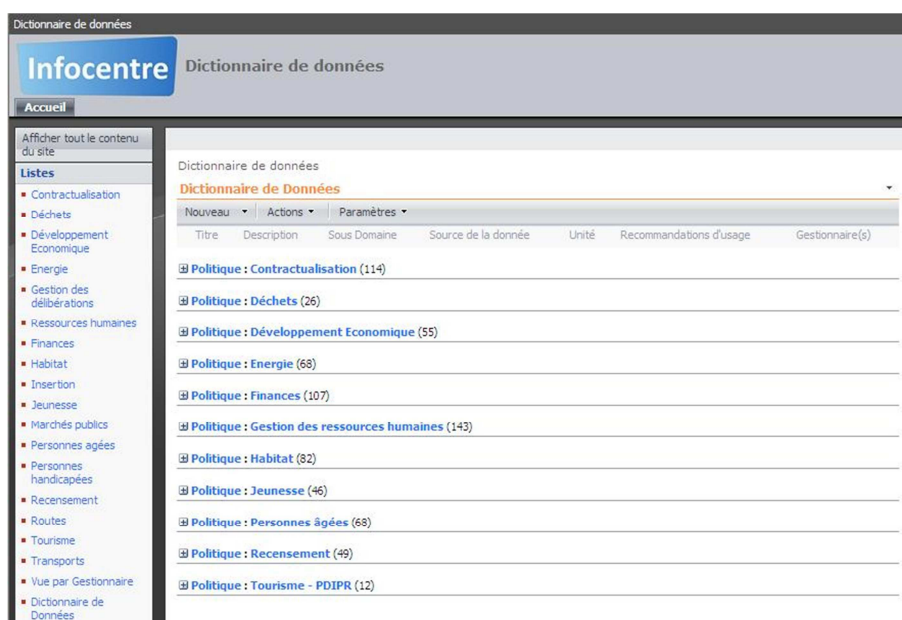 Dictionnaire de données
Infocentre
Dictionnaire de données
Accueil
Afficher tout le contenu
du site
Listes
Contractualisation
Déchets
Développement
Economique
Energie
Gestion des
délibérations
Ressources humaines
Finances
Habitat
Insertion
Jeunesse
Marchés publics
Personnes agées
Personnes
handicapées
Recensement
Routes
Tourisme
Transports
Vue par Gestionnaire
Dictionnaire de
Données
Dictionnaire de données
Dictionnaire de Données
Nouveau Actions Paramètres
Titre Description Sous Domaine Source de la donnée Unité Recommandations d'usage Gestionnaire(s)
Politique : Contractualisation (114)
Politique : Déchets (26)
Politique : Développement Economique (55)
Politique : Energie (68)
Politique : Finances (107)
Politique : Gestion des ressources humaines (143)
Politique : Habitat (82)
Politique : Jeunesse (46)
Politique : Personnes âgées (68)
Politique : Recensement (49)
Politique : Tourisme - PDIPR (12)